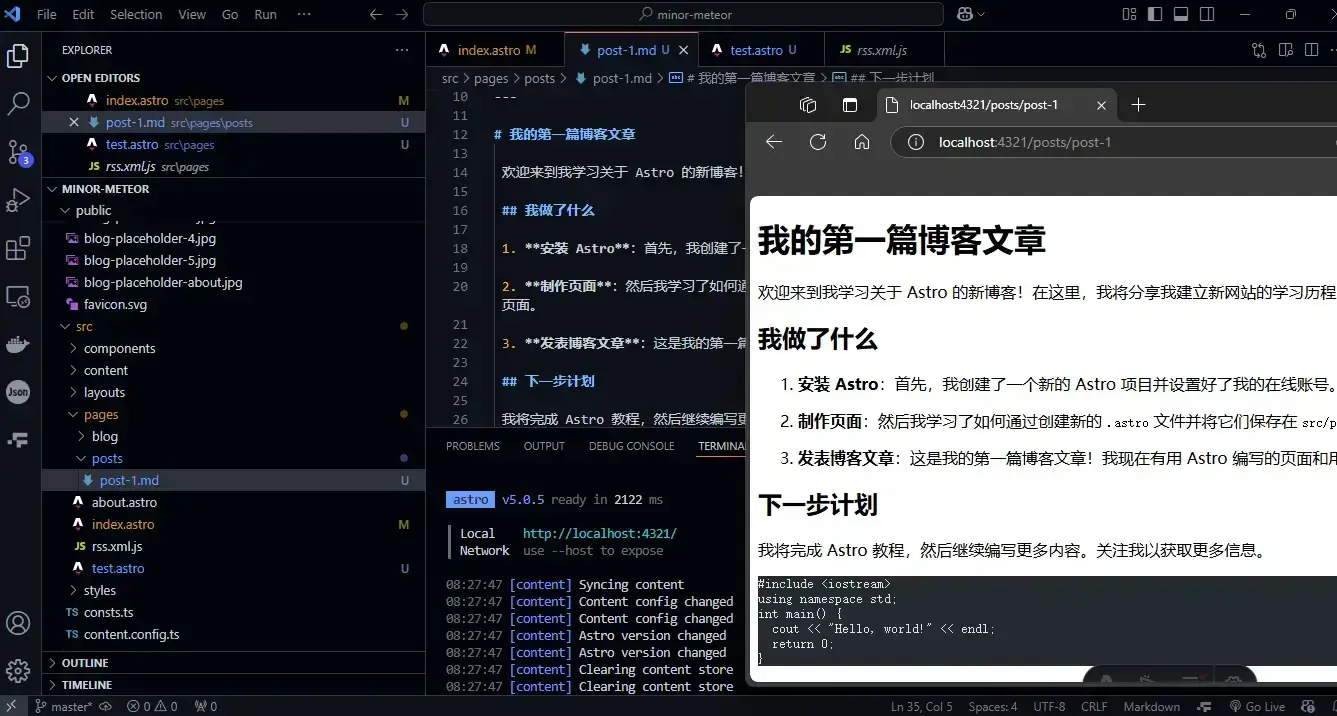 File Edit Selection View Go Run ··· minor-meteor
EXPLORER
OPEN EDITORS
index.astro src\pages M
post-1.md src\pages\posts U
test.astro src\pages U
JS rss.xml.js src\pages
3
MINOR-METEOR
public
blog-placeholder-4.jpg
blog-placeholder-5.jpg
blog-placeholder-about.jpg
favicon.svg
src
components
content
layouts
pages
blog
posts
post-1.md U
about.astro
index.astro M
JS rss.xml.js
test.astro U
styles
TS consts.ts
TS content.config.ts
OUTLINE
TIMELINE
Json
index.astro M post-1.md U test.astro U JS rss.xml.js
src > pages > posts > post-1.md > # 我的第一篇博客文章 > ## 下一步计划
10 ---
11
12 # 我的第一篇博客文章
13
14 欢迎来到我学习关于 Astro 的新博客!
15
16 ## 我做了什么
17
18 1. **安装 Astro**：首先，我创建了一
19
20 2. **制作页面**：然后我学习了如何通
页面。
21
22 3. **发表博客文章**：这是我的第一篇
23
24 ## 下一步计划
25
26 我将完成 Astro 教程，然后继续编写更
PROBLEMS OUTPUT DEBUG CONSOLE TERMINA
astro v5.0.5 ready in 2122 ms
Local http://localhost:4321/
Network use --host to expose
08:27:47 [content] Syncing content
08:27:47 [content] Content config changed
08:27:47 [content] Content config changed
08:27:47 [content] Astro version changed
08:27:47 [content] Astro version changed
08:27:47 [content] Clearing content store
08:27:47 [content] Clearing content store
localhost:4321/posts/post-1
localhost:4321/posts/post-1
我的第一篇博客文章
欢迎来到我学习关于 Astro 的新博客！在这里，我将分享我建立新网站的学习历程
我做了什么
1. 安装 Astro：首先，我创建了一个新的 Astro 项目并设置好了我的在线账号。
2. 制作页面：然后我学习了如何通过创建新的 .astro 文件并将它们保存在 src/p
3. 发表博客文章：这是我的第一篇博客文章！我现在有用 Astro 编写的页面和用
下一步计划
我将完成 Astro 教程，然后继续编写更多内容。关注我以获取更多信息。
#include <iostream>
using namespace std;
int main() {
cout << "Hello, world!" << endl;
return 0;
}
master* 0 0 0 Ln 35, Col 5 Spaces: 4 UTF-8 CRLF Markdown Go Live